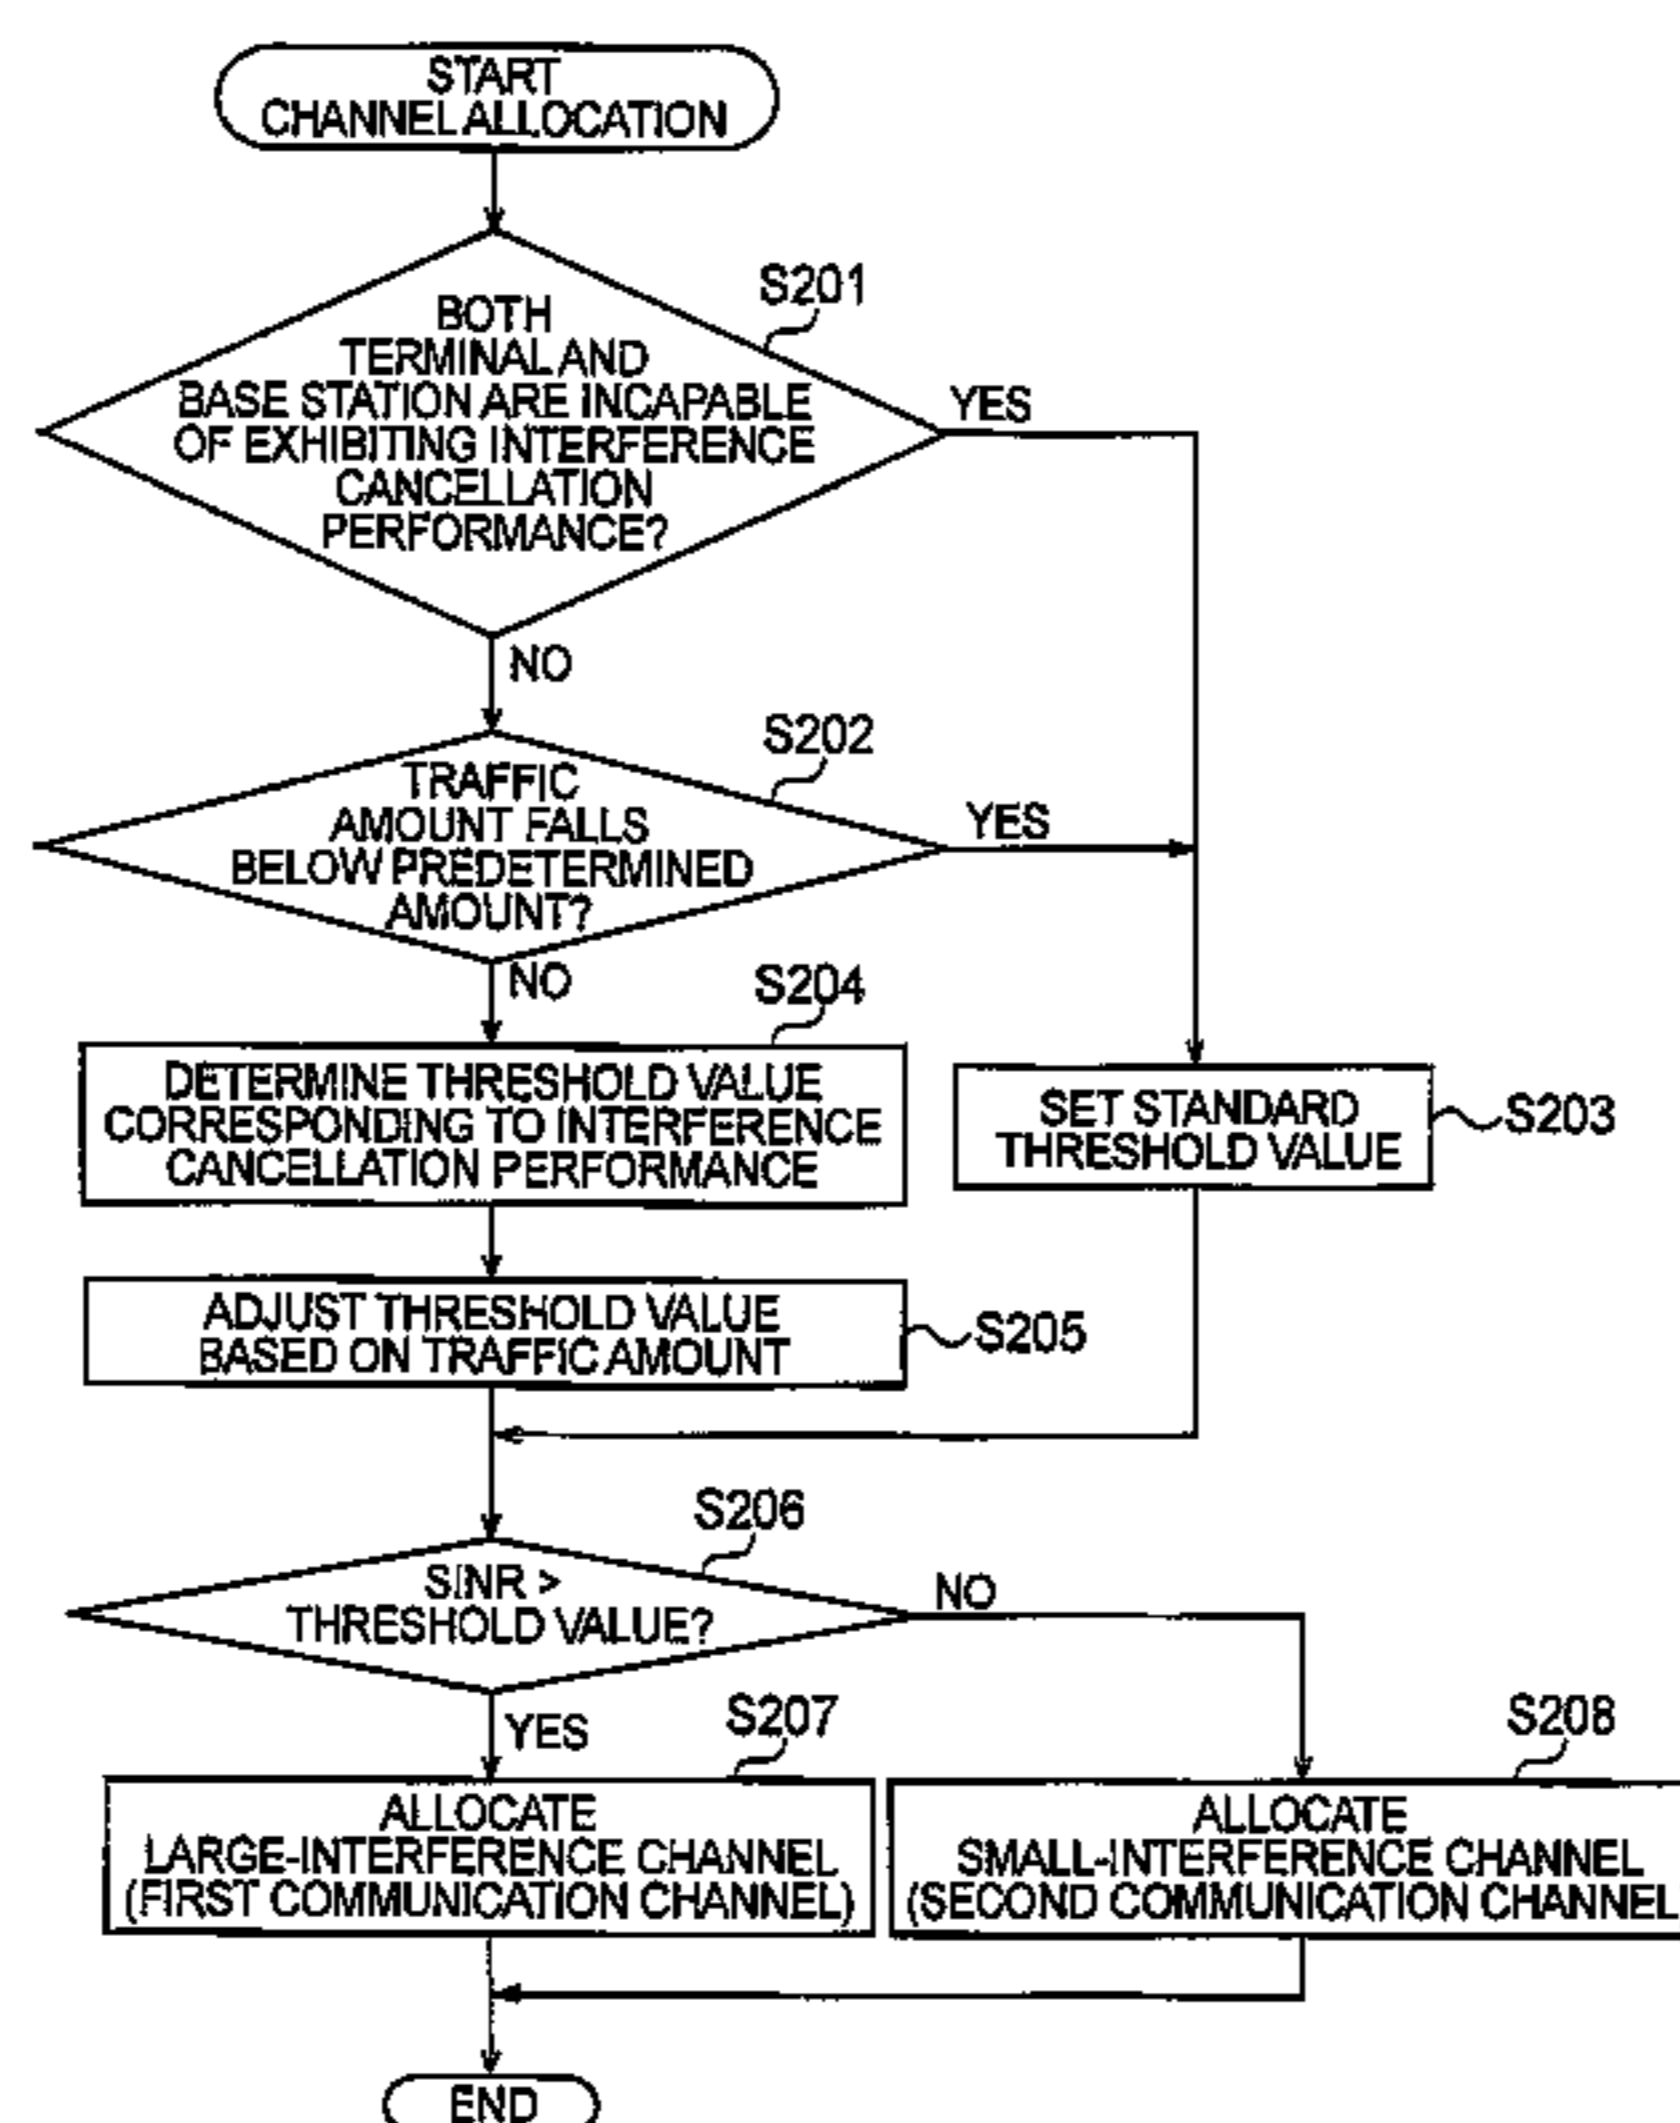 START
CHANNEL ALLOCATION
S201
BOTH
TERMINAL AND
BASE STATION ARE INCAPABLE
OF EXHIBITING INTERFERENCE
CANCELLATION
PERFORMANCE?
YES
NO
S202
TRAFFIC
AMOUNT FALLS
BELOW PREDETERMINED
AMOUNT?
YES
NO
S204
DETERMINE THRESHOLD VALUE
CORRESPONDING TO INTERFERENCE
CANCELLATION PERFORMANCE
SET STANDARD
THRESHOLD VALUE
S203
ADJUST THRESHOLD VALUE
BASED ON TRAFFIC AMOUNT
S205
S206
SINR >
THRESHOLD VALUE?
NO
YES
S207
ALLOCATE
LARGE-INTERFERENCE CHANNEL
(FIRST COMMUNICATION CHANNEL)
S208
ALLOCATE
SMALL-INTERFERENCE CHANNEL
(SECOND COMMUNICATION CHANNEL
END